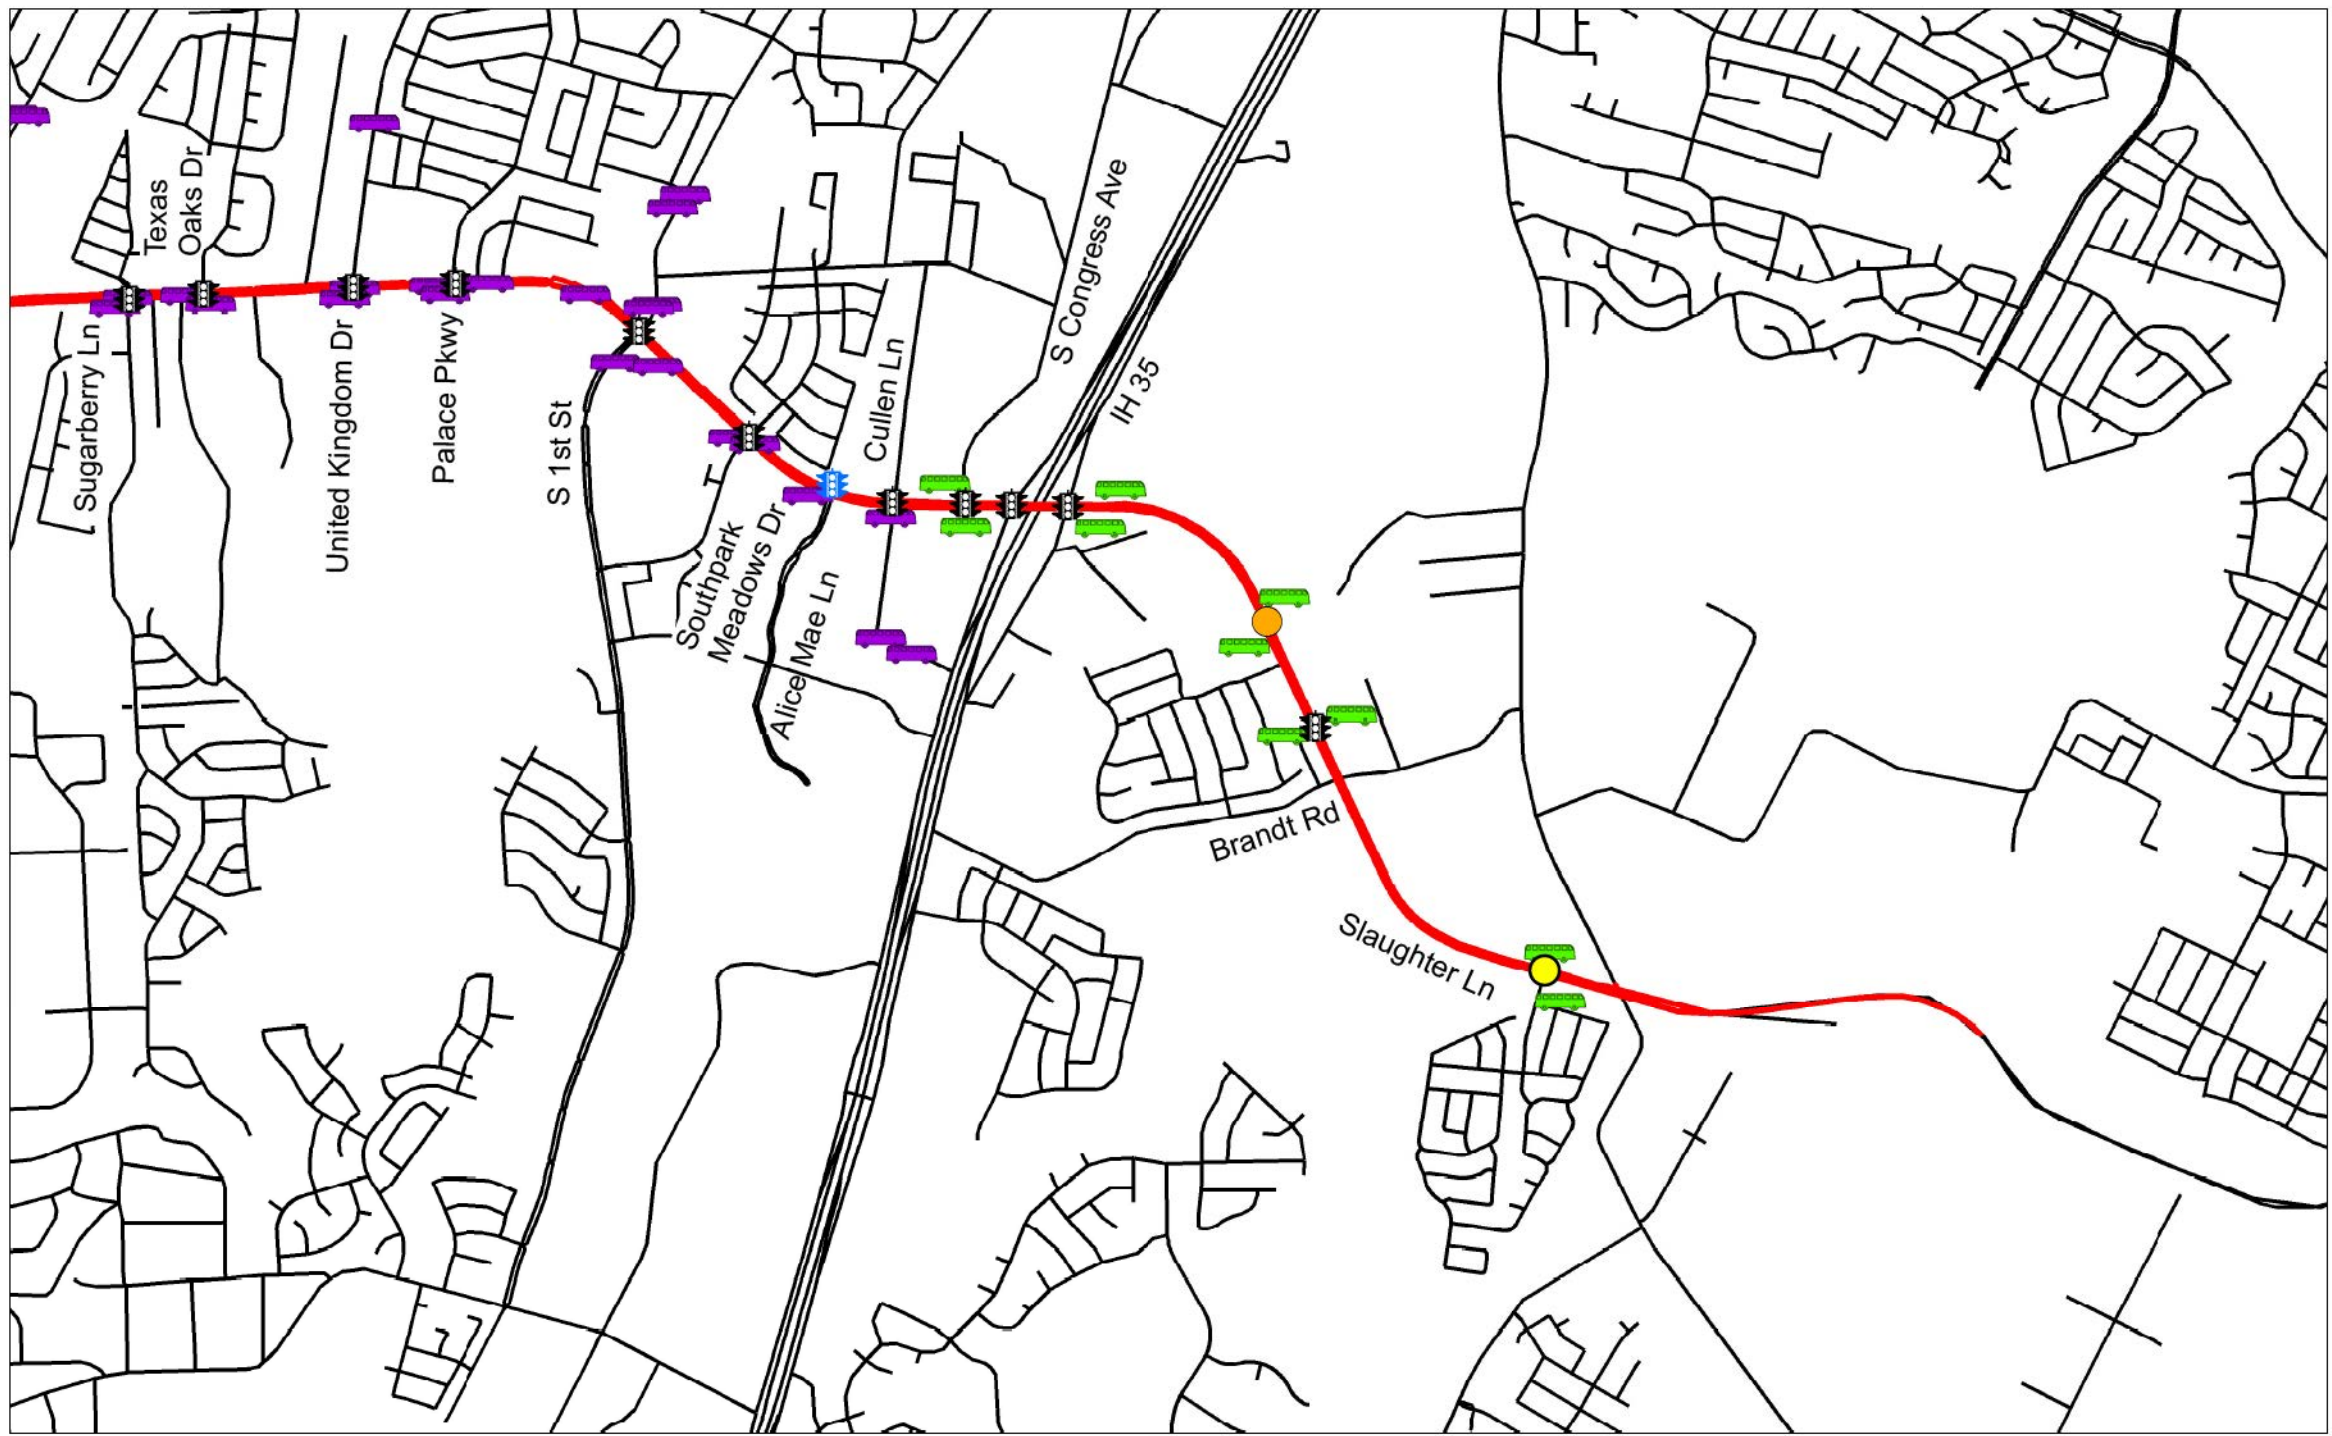 Texas
Oaks Dr
S Congress Ave
Sugarberry Ln
United Kingdom Dr
Palace Pkwy
S 1st St
Cullen Ln
IH 35
Southpark
Meadows Dr
Alice Mae Ln
Brandt Rd
Slaughter Ln